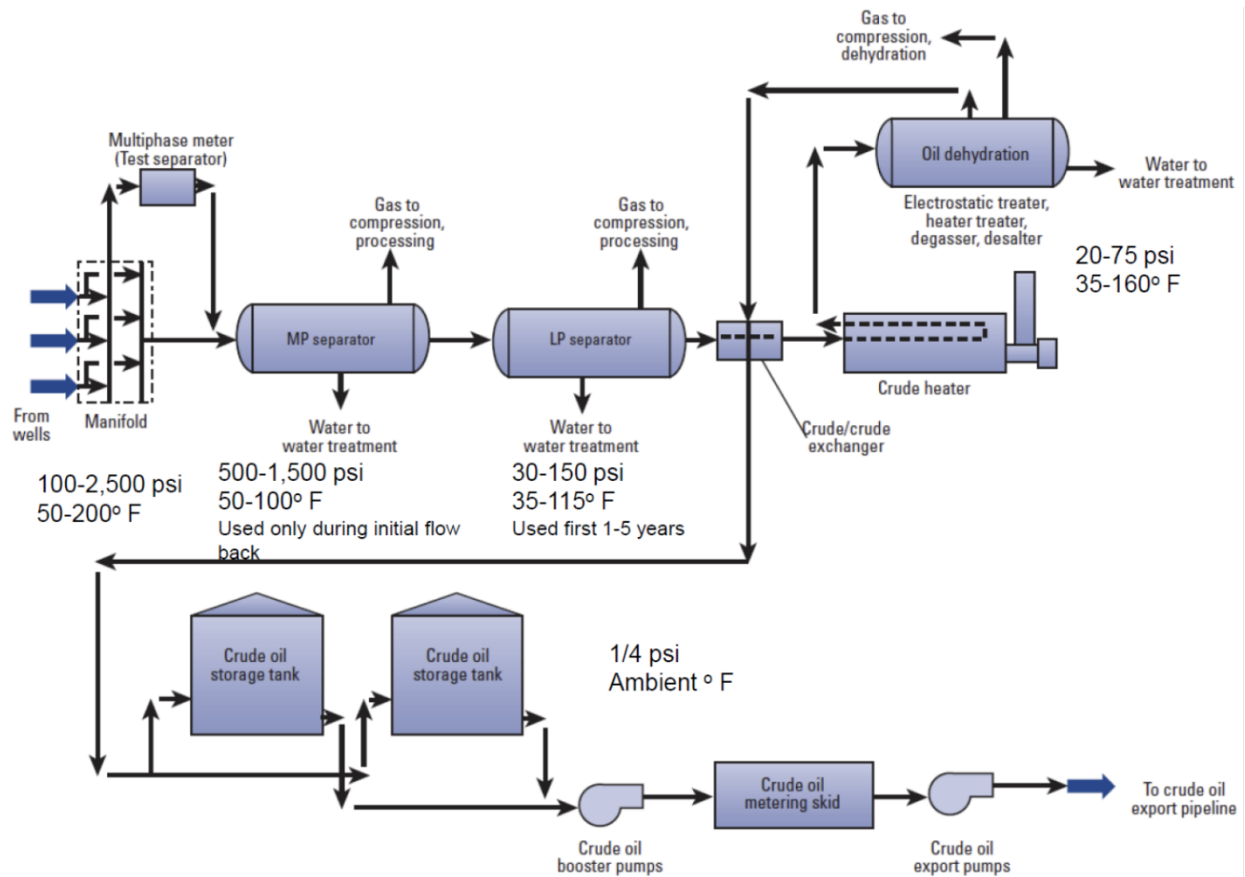 Gas to
compression,
dehydration
Multiphase meter
(Test separator)
Oil dehydration
Water to
water treatment
Electrostatic treater,
heater treater,
degasser, desalter
20-75 psi
35-160º F
Gas to
compression,
processing
Gas to
compression,
processing
MP separator
LP separator
Crude heater
From
wells
Manifold
Water to
water treatment
Water to
water treatment
Crude/crude
exchanger
100-2,500 psi
50-200º F
500-1,500 psi
50-100º F
Used only during initial flow
back
30-150 psi
35-115º F
Used first 1-5 years
Crude oil
storage tank
Crude oil
storage tank
1/4 psi
Ambient º F
Crude oil
booster pumps
Crude oil
metering skid
Crude oil
export pumps
To crude oil
export pipeline